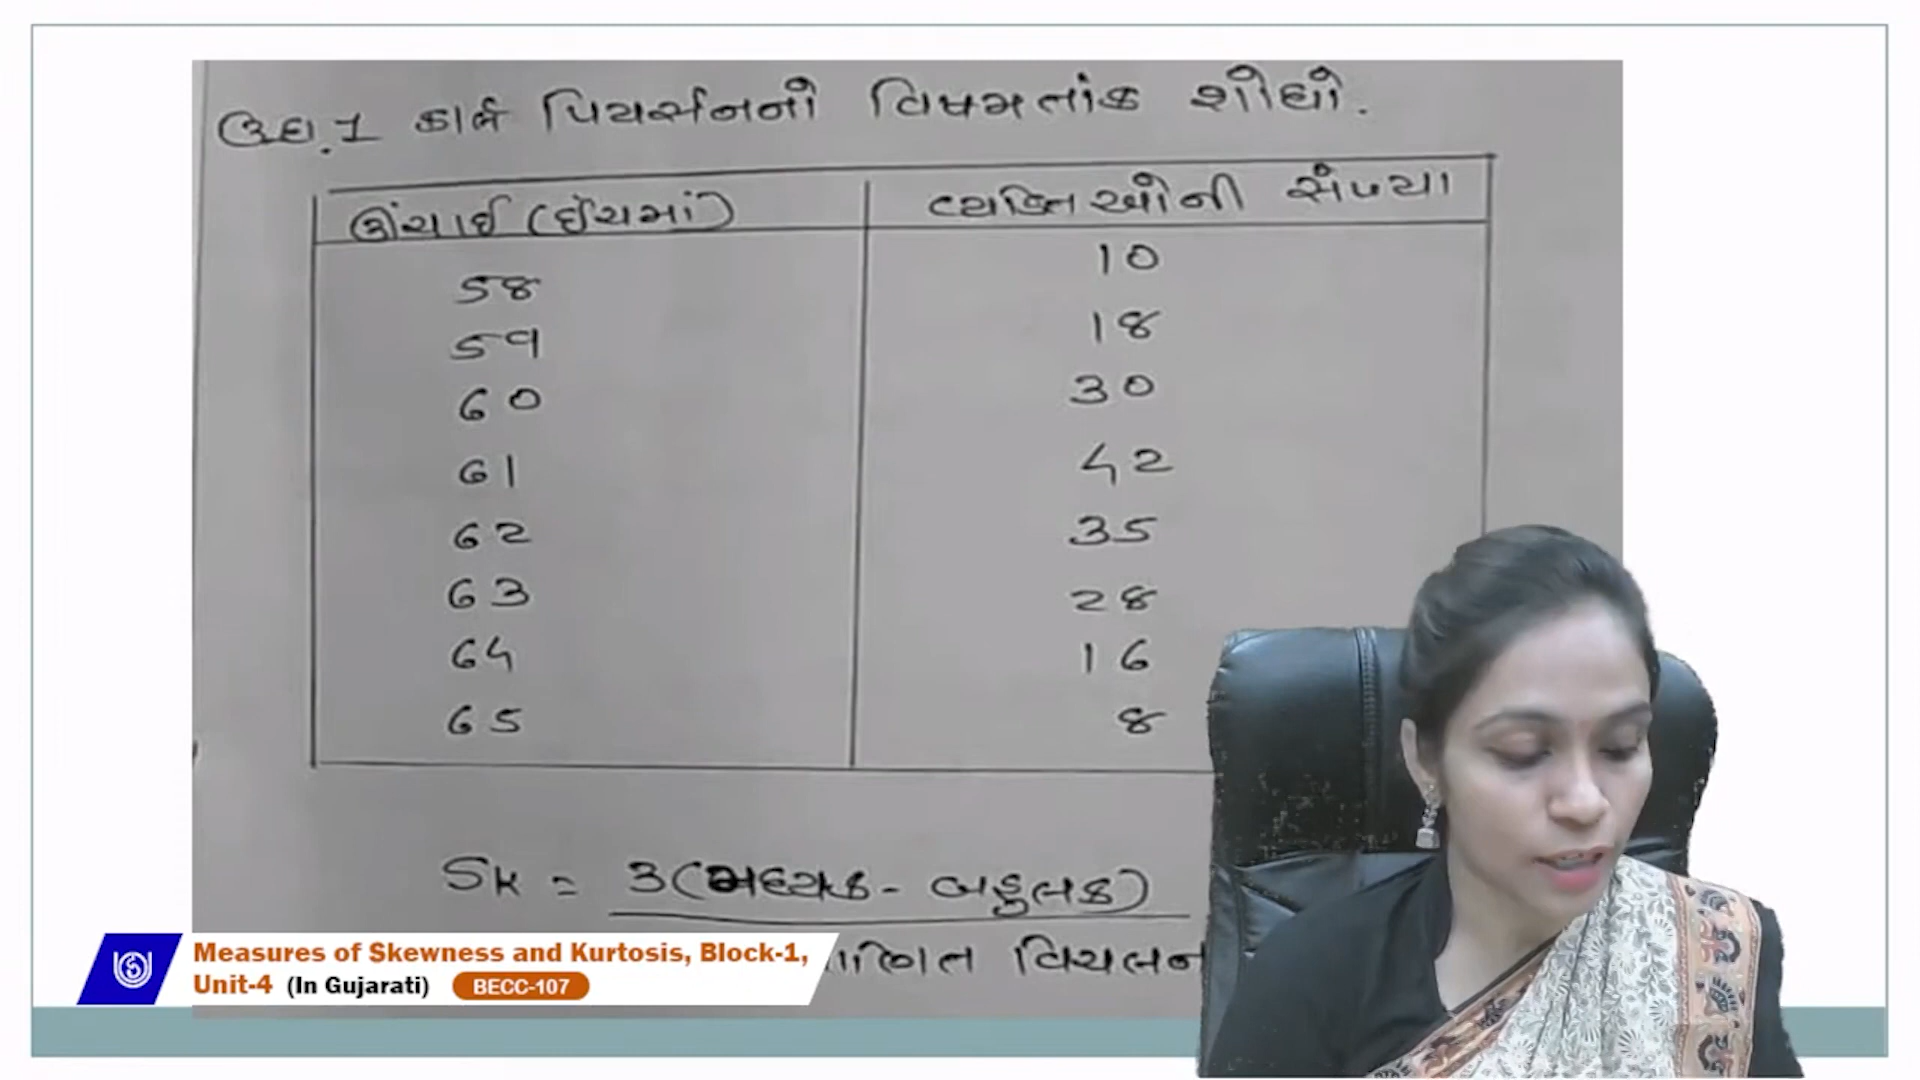 ઉદા.1 કાર્લ પિયર્સનનો વિષમતાંક શોધો.
ઊંચાઈ (ઈંચમાં) વ્યક્તિઓની સંખ્યા
58 10
59 18
60 30
61 42
62 35
63 28
64 16
65 8
Sk = 3(મધ્યક - બહુલક)
વિચલન
Measures of Skewness and Kurtosis, Block-1,
Unit-4 (In Gujarati) BECC-107